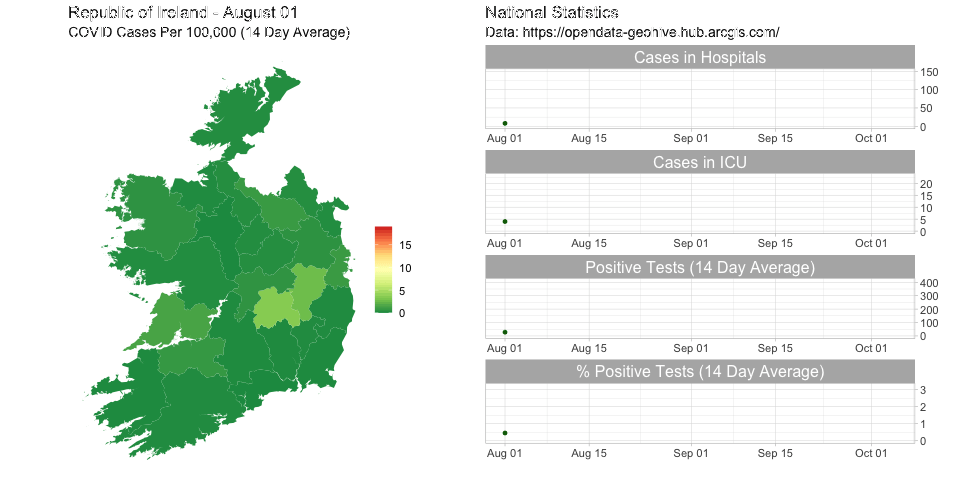 Republic of Ireland - August 01
COVID Cases Per 100,000 (14 Day Average)
15
10
5
0
National Statistics
Data: https://opendata-geohive.hub.arcgis.com/
Cases in Hospitals
150
100
50
0
Aug 01 Aug 15 Sep 01 Sep 15 Oct 01
Cases in ICU
20
15
10
5
0
Aug 01 Aug 15 Sep 01 Sep 15 Oct 01
Positive Tests (14 Day Average)
400
300
200
100
0
Aug 01 Aug 15 Sep 01 Sep 15 Oct 01
% Positive Tests (14 Day Average)
3
2
1
0
Aug 01 Aug 15 Sep 01 Sep 15 Oct 01